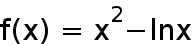 f(x) = x²−lnx